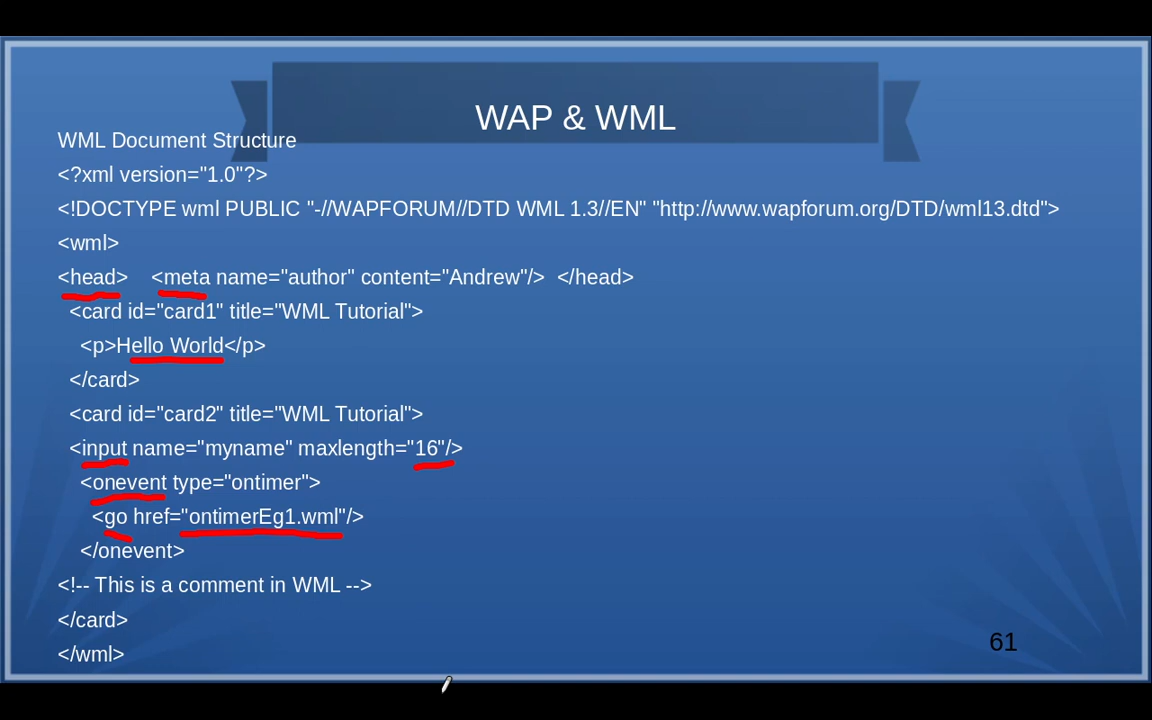 WAP & WML
WML Document Structure
<?xml version="1.0"?>
<!DOCTYPE wml PUBLIC "-//WAPFORUM//DTD WML 1.3//EN" "http://www.wapforum.org/DTD/wml13.dtd">
<wml>
<head>    <meta name="author" content="Andrew"/>  </head>
<card id="card1" title="WML Tutorial">
<p>Hello World</p>
</card>
<card id="card2" title="WML Tutorial">
<input name="myname" maxlength="16"/>
<onevent type="ontimer">
<go href="ontimerEg1.wml"/>
</onevent>
<!-- This is a comment in WML -->
</card>
</wml>
61